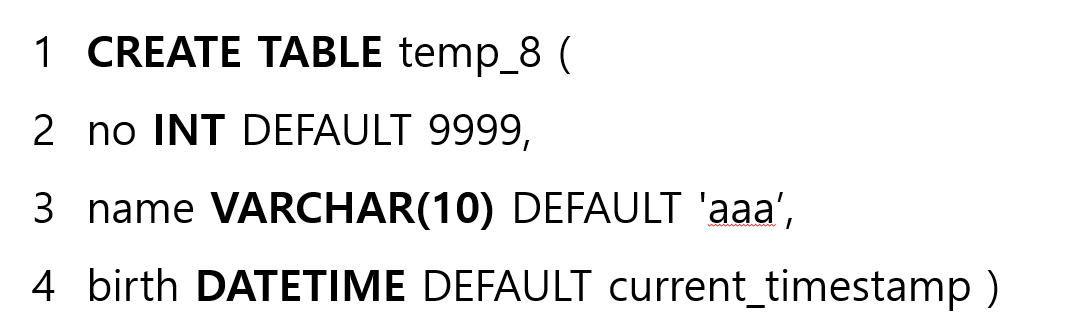 1 CREATE TABLE temp_8 (
2 no INT DEFAULT 9999,
3 name VARCHAR(10) DEFAULT 'aaa’,
4 birth DATETIME DEFAULT current_timestamp )